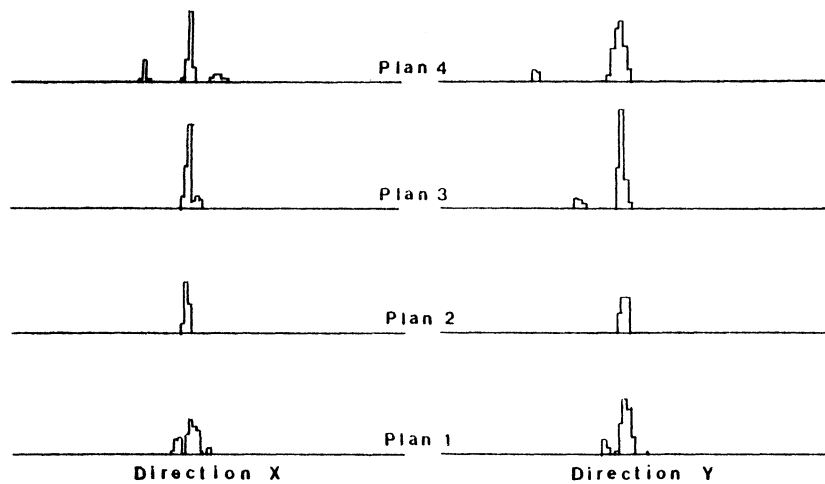 Plan 4
Plan 3
Plan 2
Plan 1
Direction X
Direction Y